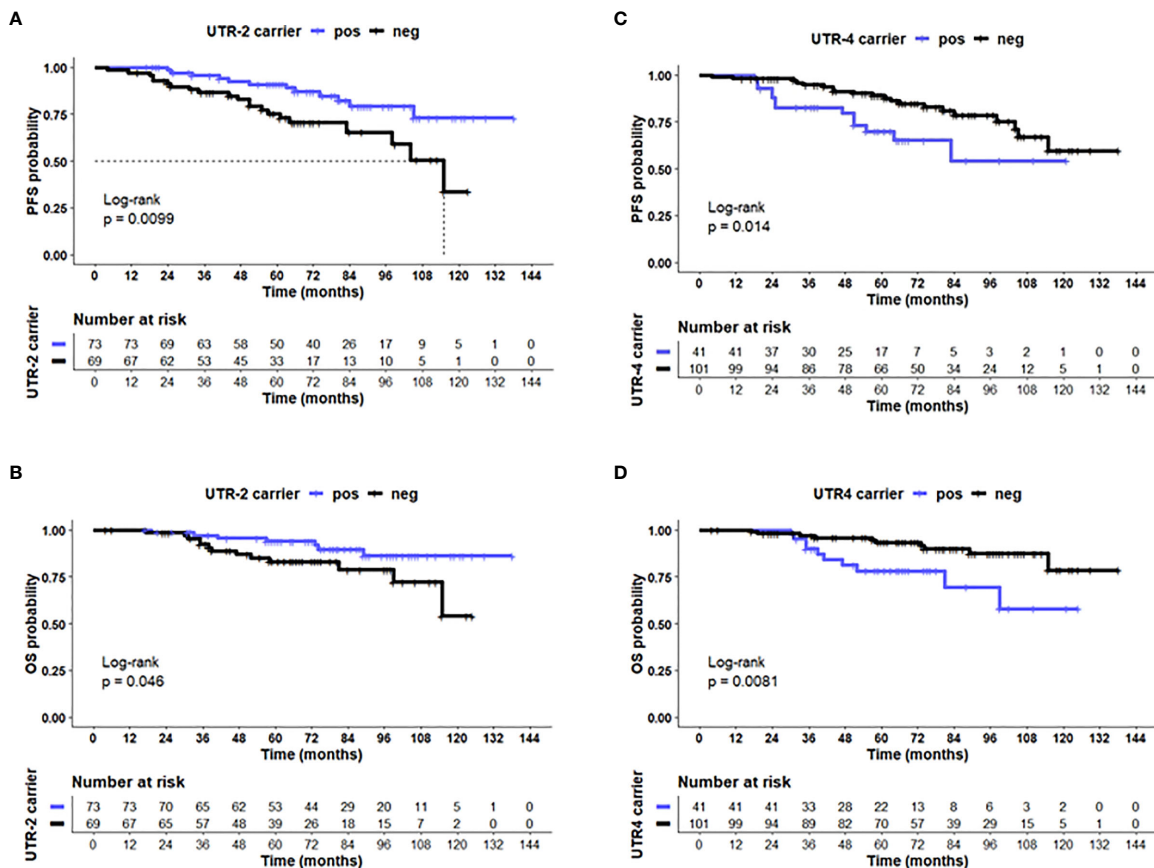 A
UTR-2 carrier pos neg
1.00
0.75
0.50
0.25
0.00
PFS probability
Log-rank
p = 0.0099
0 12 24 36 48 60 72 84 96 108 120 132 144
Time (months)
Number at risk
UTR-2 carrier
73 73 69 63 58 50 40 26 17 9 5 1 0
69 67 62 53 45 33 17 13 10 5 1 0 0
0 12 24 36 48 60 72 84 96 108 120 132 144
Time (months)
C
UTR-4 carrier pos neg
1.00
0.75
0.50
0.25
0.00
PFS probability
Log-rank
p = 0.014
0 12 24 36 48 60 72 84 96 108 120 132 144
Time (months)
Number at risk
UTR-4 carrier
41 41 37 30 25 17 7 5 3 2 1 0 0
101 99 94 86 78 66 50 34 24 12 5 1 0
0 12 24 36 48 60 72 84 96 108 120 132 144
Time (months)
B
UTR-2 carrier pos neg
1.00
0.75
0.50
0.25
0.00
OS probability
Log-rank
p = 0.046
0 12 24 36 48 60 72 84 96 108 120 132 144
Time (months)
Number at risk
UTR-2 carrier
73 73 70 65 62 53 44 29 20 11 5 1 0
69 67 65 57 48 39 26 18 15 7 2 0 0
0 12 24 36 48 60 72 84 96 108 120 132 144
Time (months)
D
UTR4 carrier pos neg
1.00
0.75
0.50
0.25
0.00
OS probability
Log-rank
p = 0.0081
0 12 24 36 48 60 72 84 96 108 120 132 144
Time (months)
Number at risk
UTR4 carrier
41 41 41 33 28 22 13 8 6 3 2 0 0
101 99 94 89 82 70 57 39 29 15 5 1 0
0 12 24 36 48 60 72 84 96 108 120 132 144
Time (months)